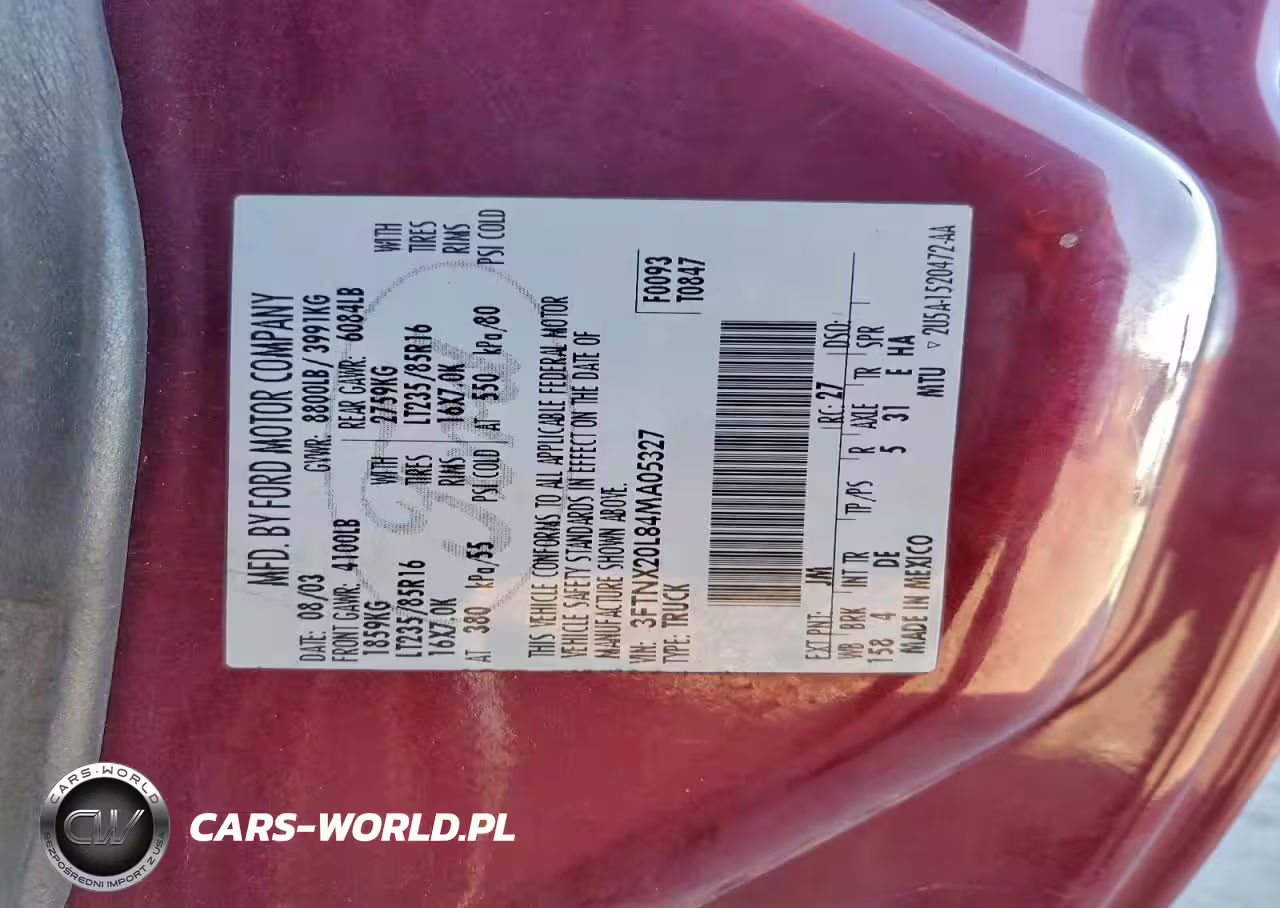 MFD. BY FORD MOTOR COMPANY
DATE: 08/03 GVWR: 8800LB/3991KG
FRONT GAWR: 4100LB REAR GAWR: 6084LB
1859KG WITH 2759KG WITH
LT235/85R16 TIRES LT235/85R16 TIRES
16X7.0K RIMS 16X7.0K RIMS
AT 380 kPa/55 PSI COLD AT 550 kPa/80 PSI COLD
THIS VEHICLE CONFORMS TO ALL APPLICABLE FEDERAL MOTOR
VEHICLE SAFETY STANDARDS IN EFFECT ON THE DATE OF
MANUFACTURE SHOWN ABOVE.
VIN: 3FTNX20L84MA05327 F0093
TYPE: TRUCK T0847
EXT PNT: JM RC: 27 DSO:
WB BRK INT TR TP/PS R AXLE TR SPR
158 4 DE 5 31 E HA
MADE IN MEXICO MTU ▽ 2U5A-1520472-AA
CARS-WORLD
CW
BEZPOŚREDNI IMPORT Z USA
CARS-WORLD.PL